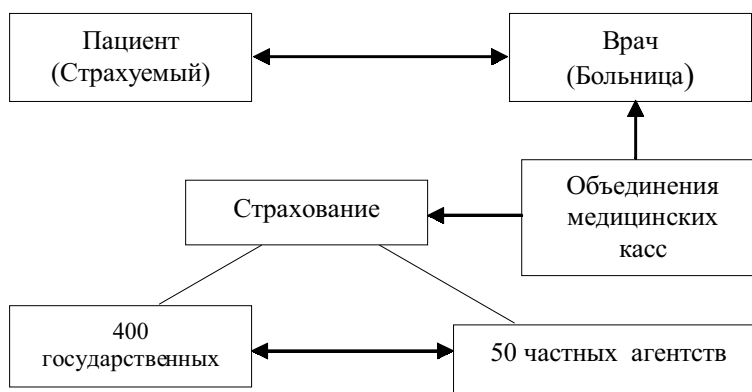 Пациент
(Страхуемый)
Врач
(Больница)
Страхование
Объединения
медицинских
касс
400
государственных
50 частных агентств